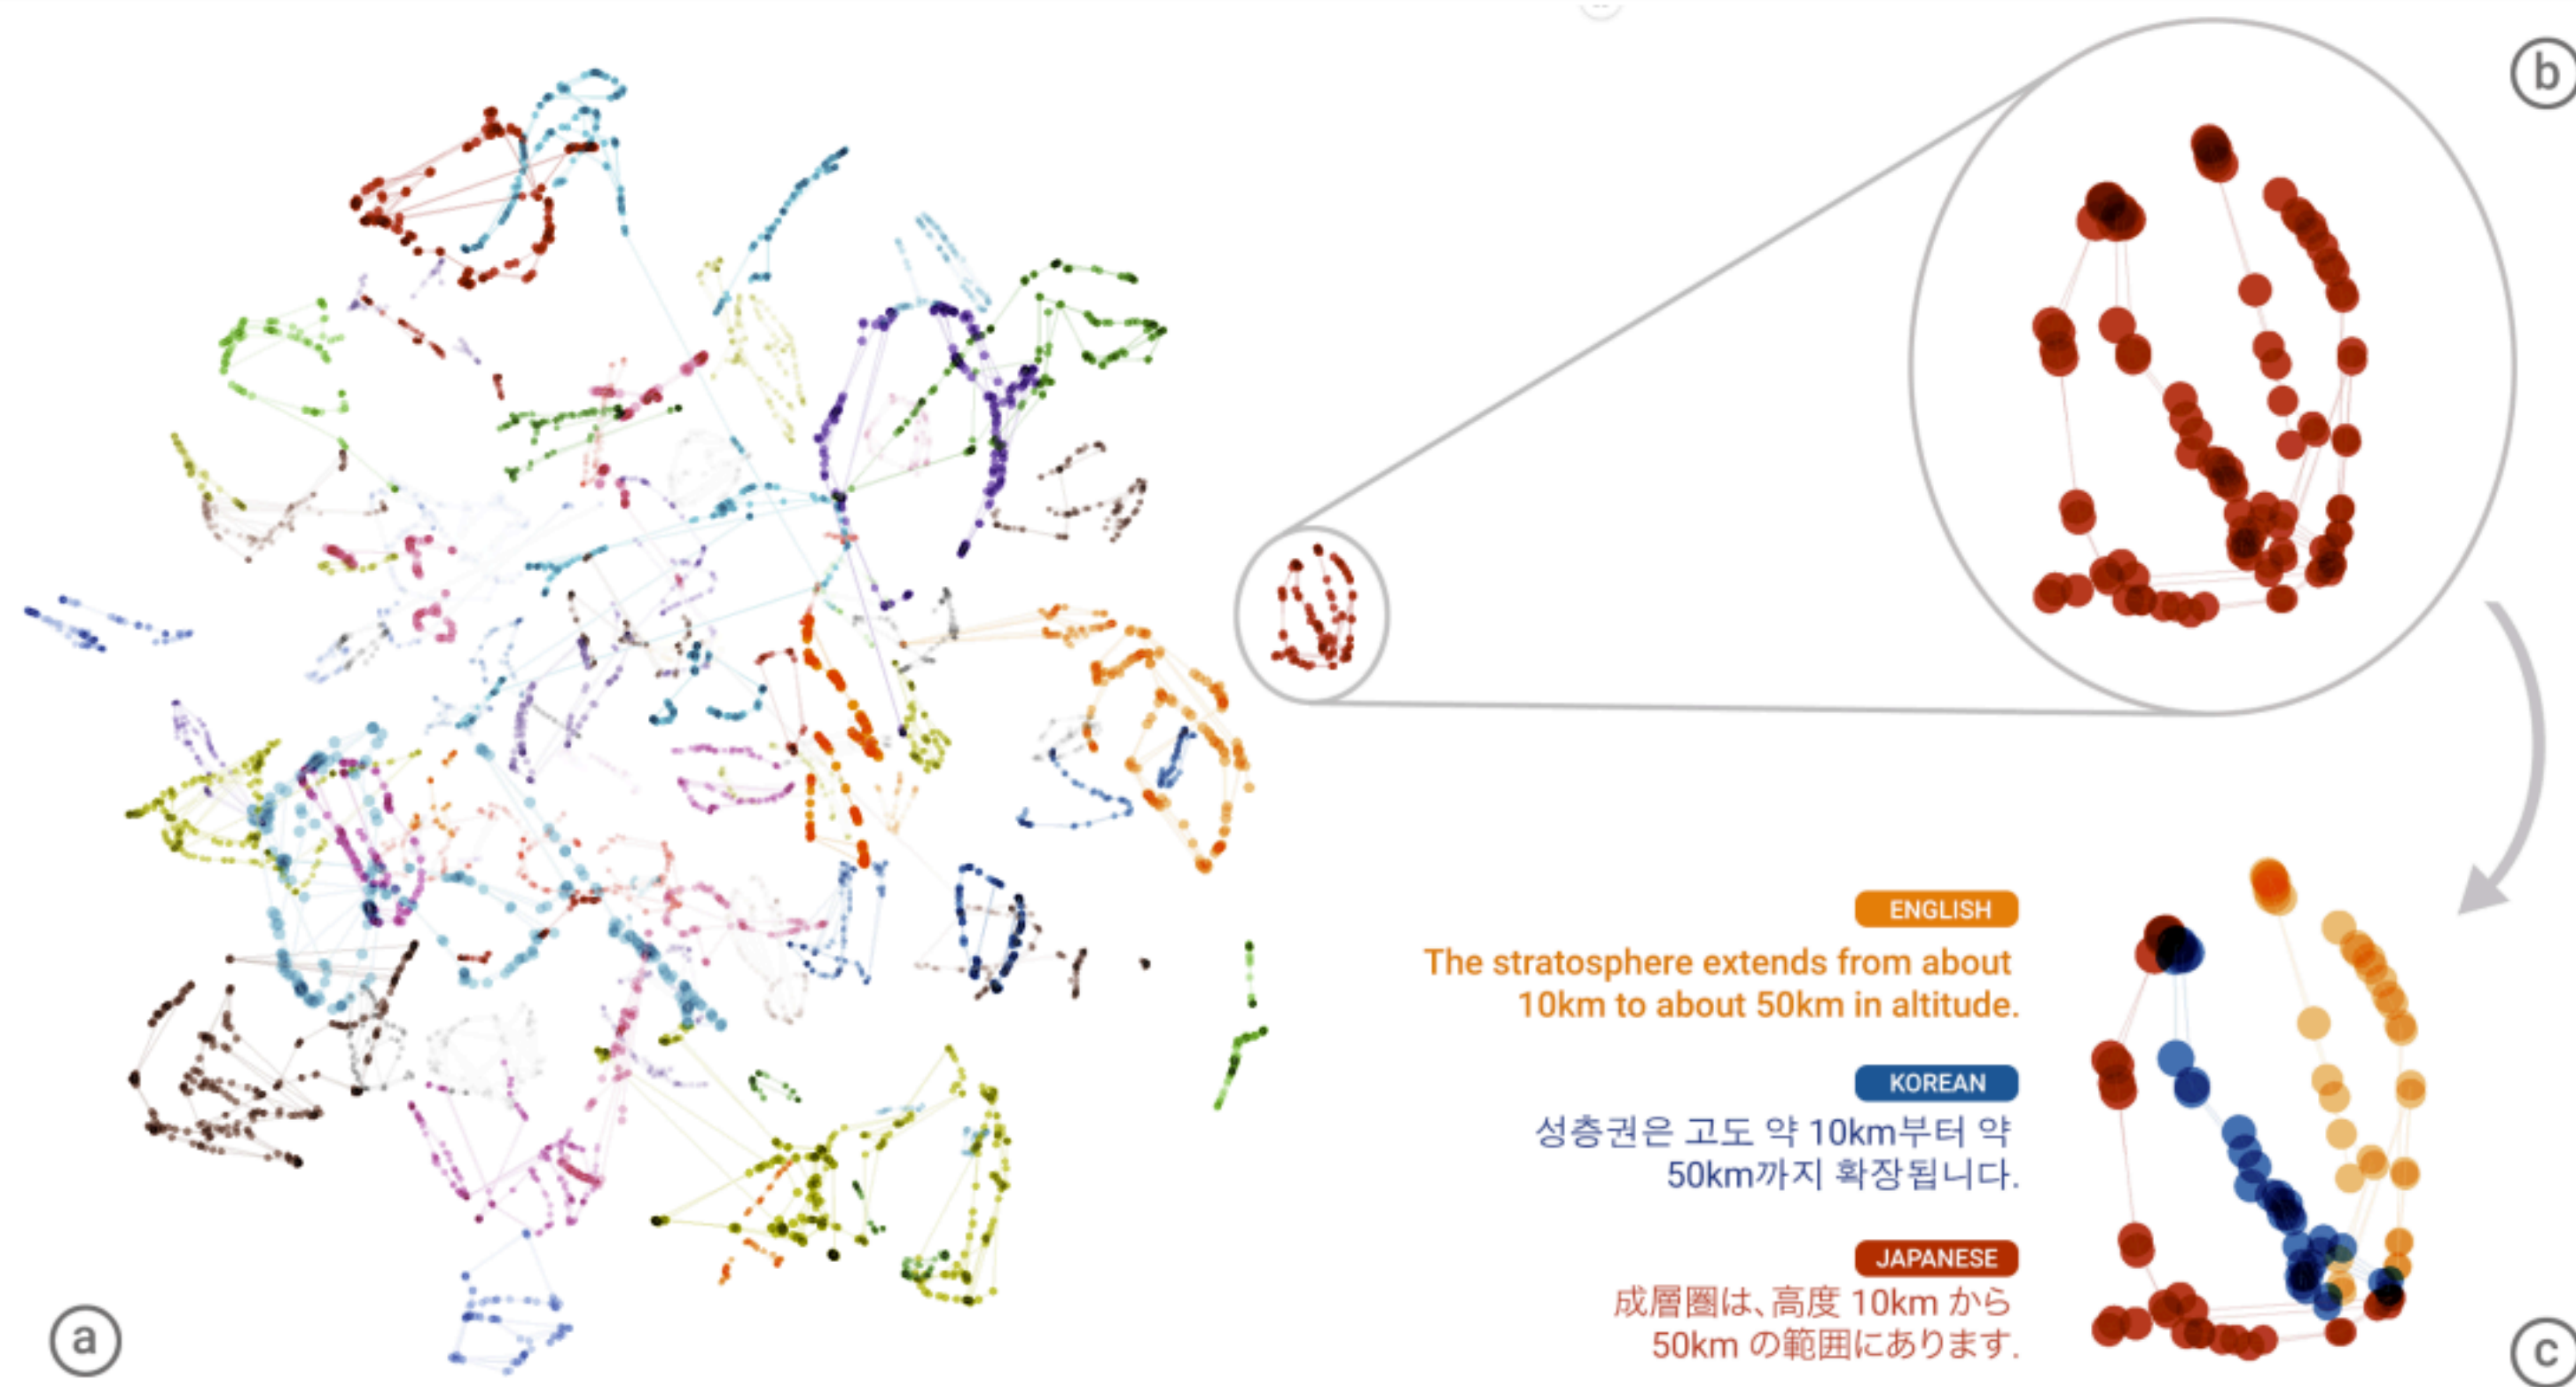 b
ENGLISH
The stratosphere extends from about
10km to about 50km in altitude.
KOREAN
성층권은 고도 약 10km부터 약
50km까지 확장됩니다.
JAPANESE
成層圏は、高度 10km から
50km の範囲にあります。
a
c